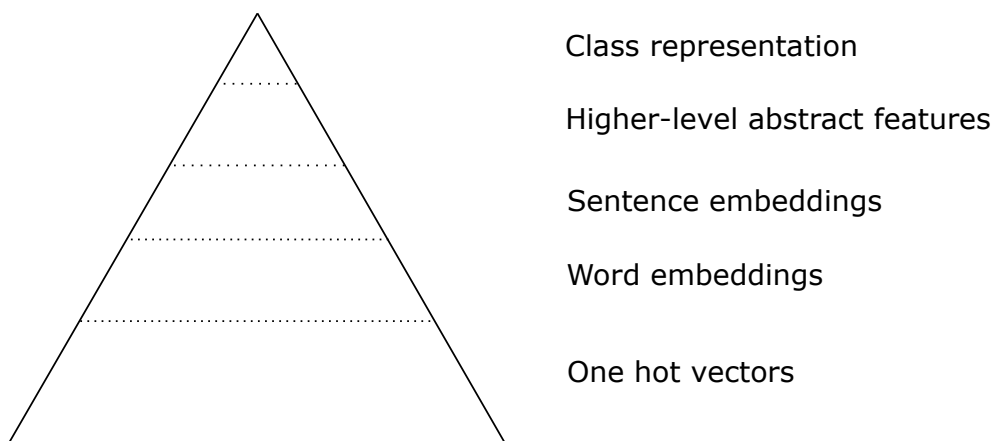 Class representation
Higher-level abstract features
Sentence embeddings
Word embeddings
One hot vectors